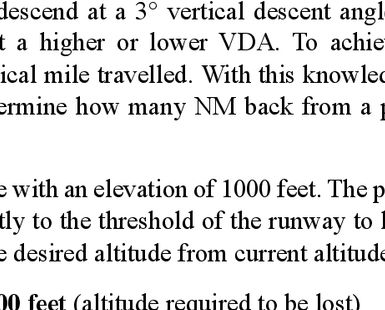 descend at a 3° vertical descent angl
t a higher or lower VDA. To achie
ical mile travelled. With this knowled
ermine how many NM back from a p
e with an elevation of 1000 feet. The p
tly to the threshold of the runway to l
e desired altitude from current altitude
00 feet (altitude required to be lost)